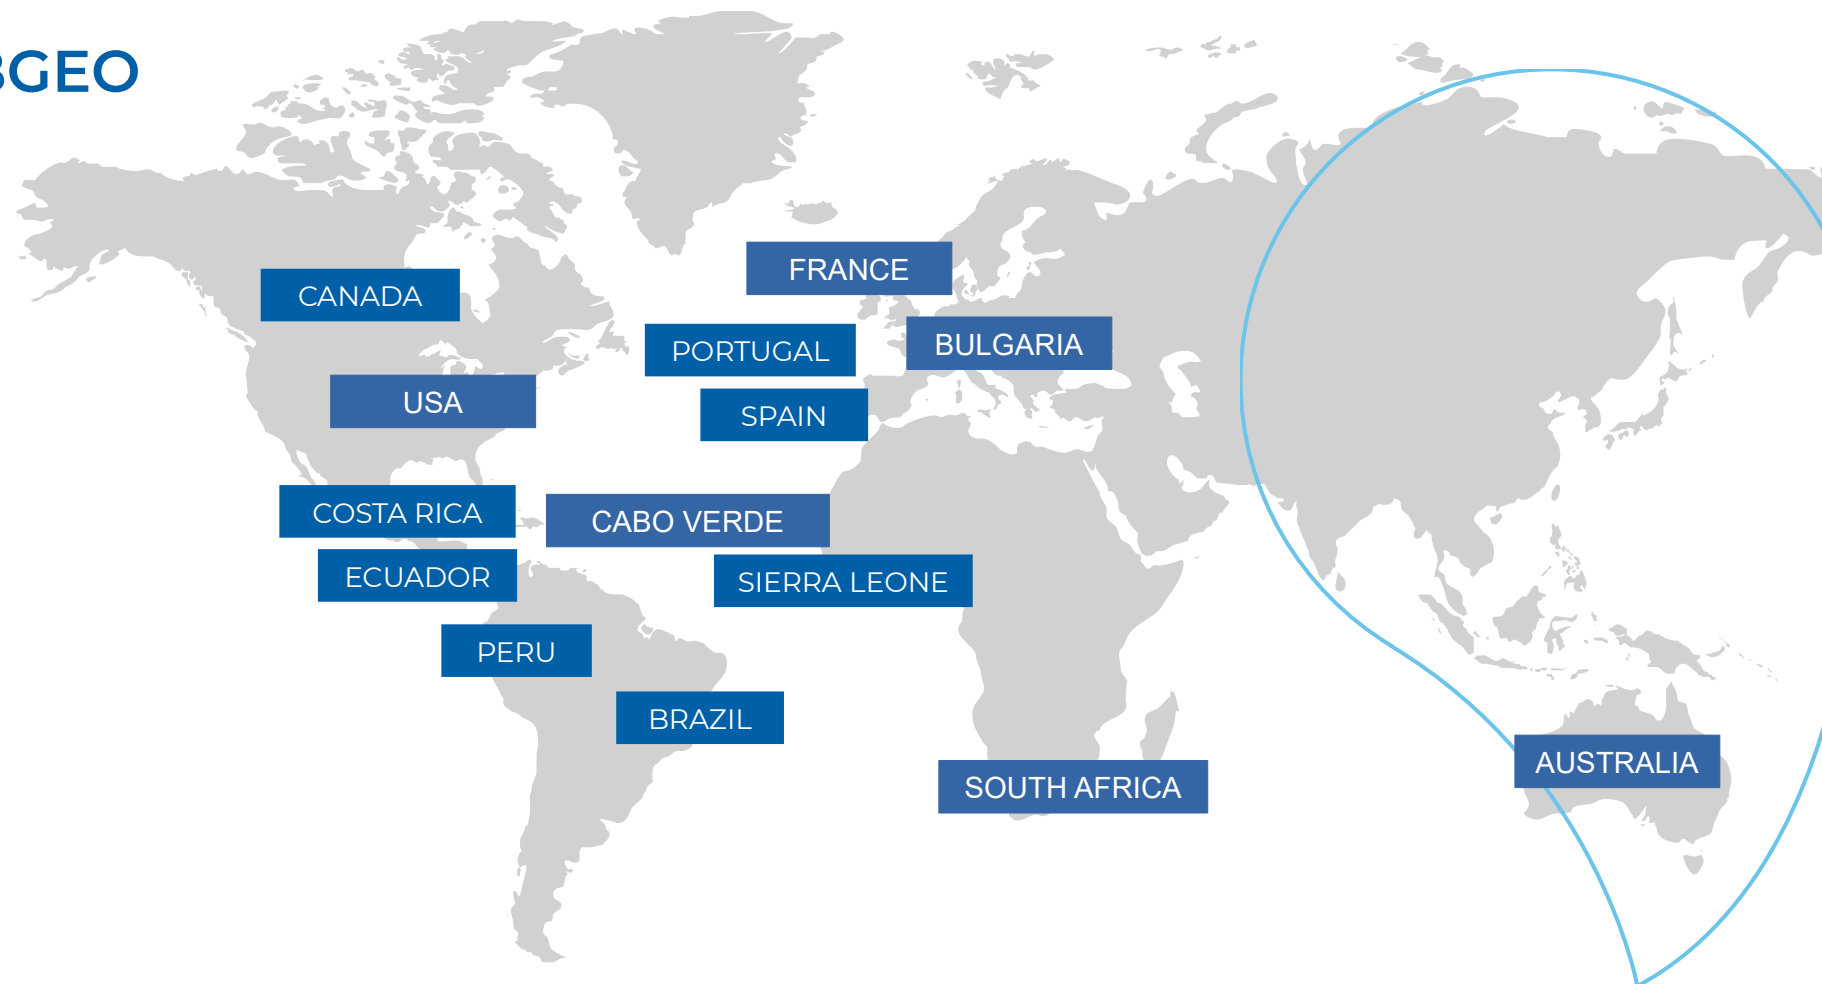 GEO
FRANCE
CANADA
PORTUGAL
BULGARIA
USA
SPAIN
COSTA RICA
CABO VERDE
ECUADOR
SIERRA LEONE
PERU
BRAZIL
AUSTRALIA
SOUTH AFRICA